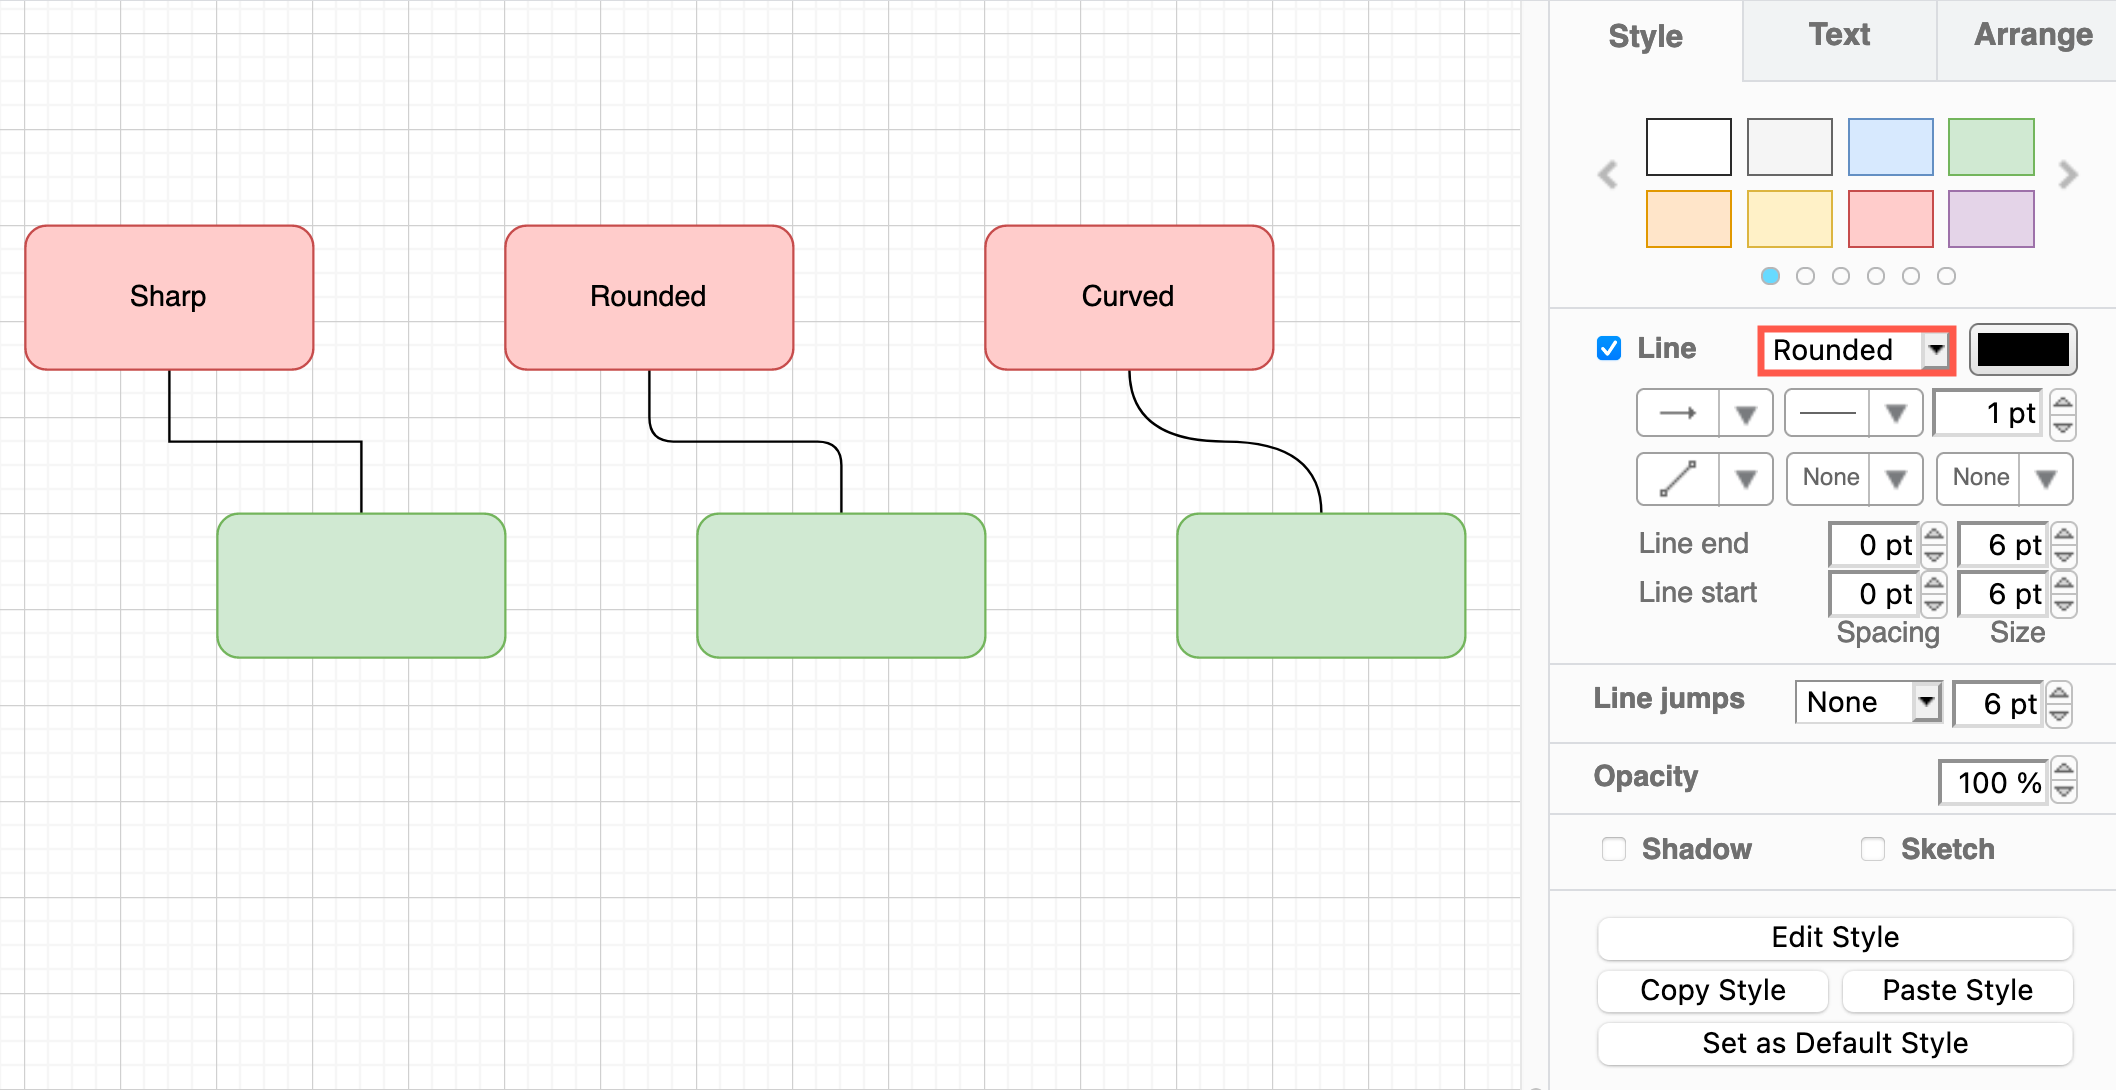 Sharp
Rounded
Curved
Style
Text
Arrange
Line
Rounded
1 pt
None
None
Line end
0 pt
6 pt
Line start
0 pt
6 pt
Spacing
Size
Line jumps
None
6 pt
Opacity
100 %
Shadow
Sketch
Edit Style
Copy Style
Paste Style
Set as Default Style